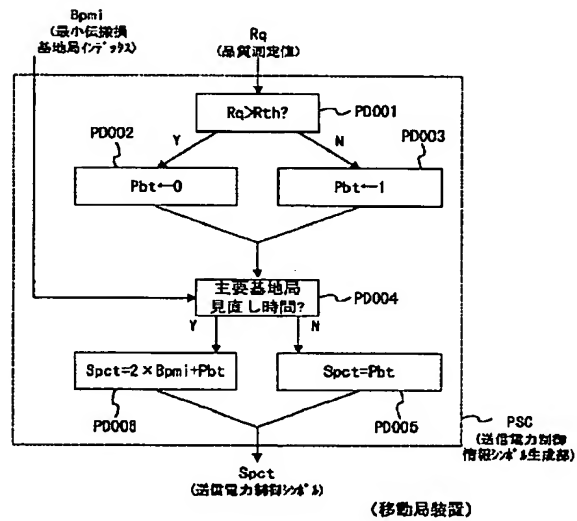 Bpmi
(最小伝搬損
基地局インデックス)
Rq
(品質測定値)
Rq>Rth?
PD001
PD002
Y
N
PD003
Pbt←0
Pbt←1
主要基地局
見直し時間?
PD004
Y
N
Spct=2×Bpmi+Pbt
Spct=Pbt
PD006
PD005
PSC
(送信電力制御
情報シンボル生成部)
Spct
(送信電力制御シンボル)
(移動局装置)